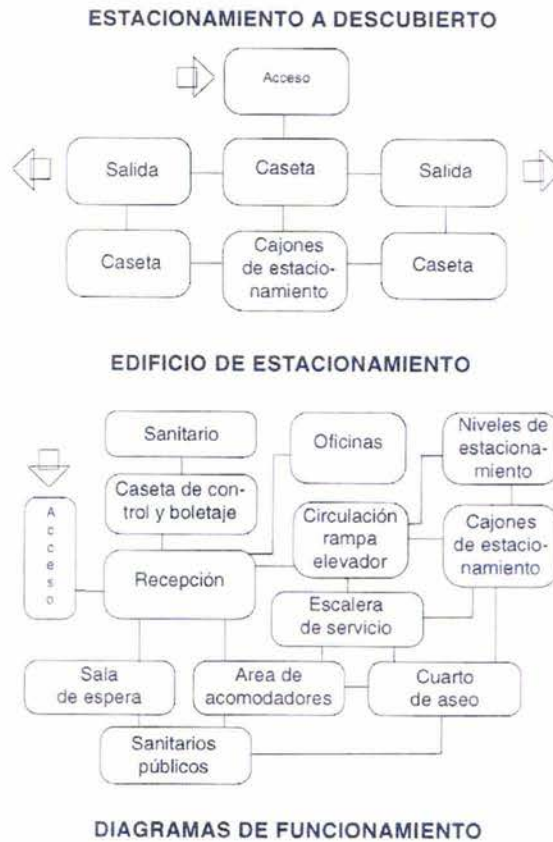 ESTACIONAMIENTO A DESCUBIERTO
Acceso
Salida
Caseta
Salida
Caseta
Cajones
de estacio-
namiento
Caseta
EDIFICIO DE ESTACIONAMIENTO
Sanitario
Oficinas
Niveles de
estaciona-
miento
Caseta de con-
trol y boletaje
Acceso
Recepción
Circulación
rampa
elevador
Cajones
de estacio-
namiento
Escalera
de servicio
Sala
de espera
Area de
acomodadores
Cuarto
de aseo
Sanitarios
públicos
DIAGRAMAS DE FUNCIONAMIENTO